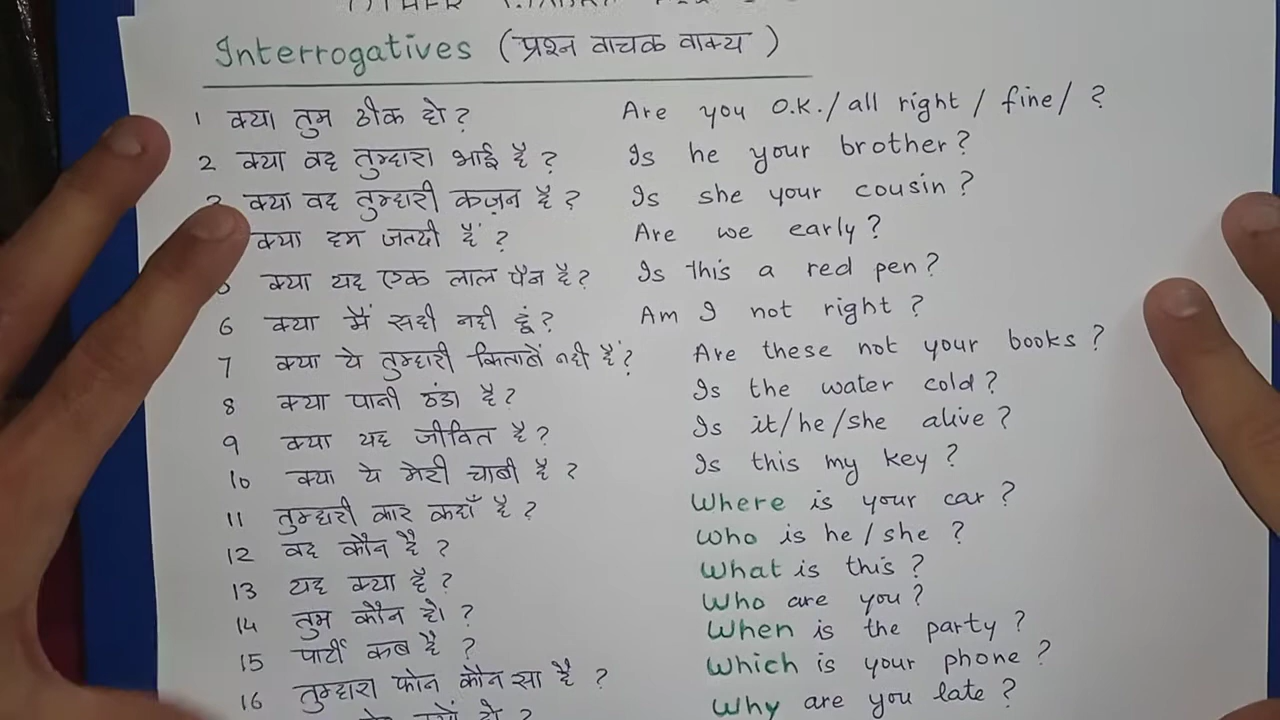 Interrogatives (प्रश्न वाचक वाक्य )
1 क्या तुम ठीक हो? Are you O.K./all right / fine/ ?
2 क्या वह तुम्हारा भाई है? Is he your brother?
3 क्या वह तुम्हारी कज़न है? Is she your cousin?
क्या हम जल्दी हैं ? Are we early?
5 क्या यह एक लाल पैन है? Is this a red pen?
6 क्या मैं सही नही हूं? Am I not right ?
7 क्या ये तुम्हारी किताबें नही हैं? Are these not your books ?
8 क्या पानी ठंडा है? Is the water cold?
9 क्या यह जीवित है? Is it/he/she alive ?
10 क्या ये मेरी चाबी है ? Is this my key ?
11 तुम्हारी कार कहाँ है ? Where is your car ?
12 वह कौन है ? Who is he/she ?
13 यह क्या है ? What is this ?
14 तुम कौन हो ? Who are you?
15 पार्टी कब है ? When is the party ?
16 तुम्हारा फोन कौन सा है ? Which is your phone ?
Why are you late ?